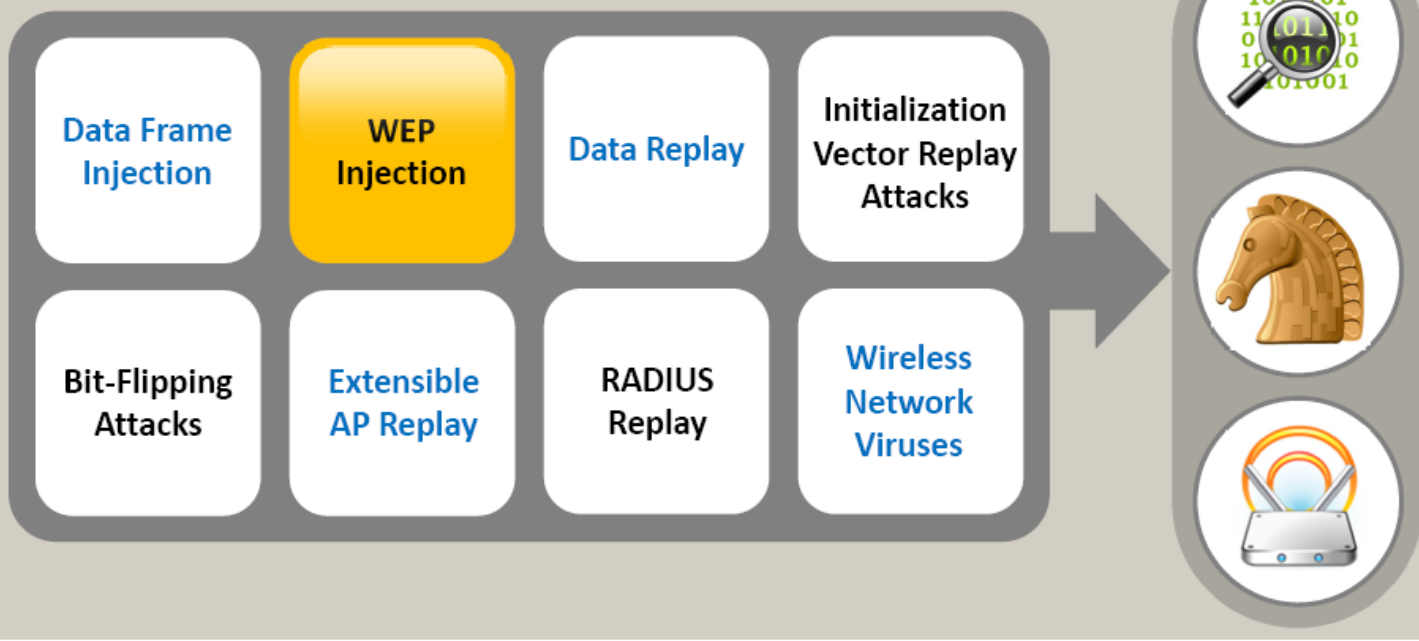 Data Frame
Injection
WEP
Injection
Data Replay
Initialization
Vector Replay
Attacks
Bit-Flipping
Attacks
Extensible
AP Replay
RADIUS
Replay
Wireless
Network
Viruses